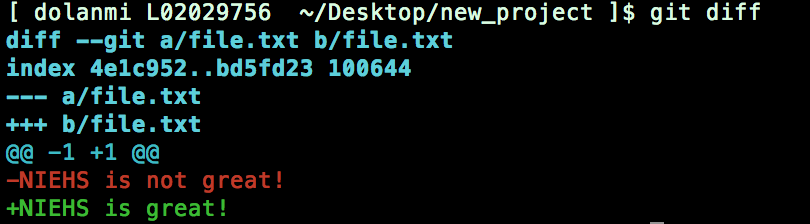 [ dolanmi L02029756  ~/Desktop/new_project ]$ git diff
diff --git a/file.txt b/file.txt
index 4e1c952..bd5fd23 100644
--- a/file.txt
+++ b/file.txt
@@ -1 +1 @@
-NIEHS is not great!
+NIEHS is great!